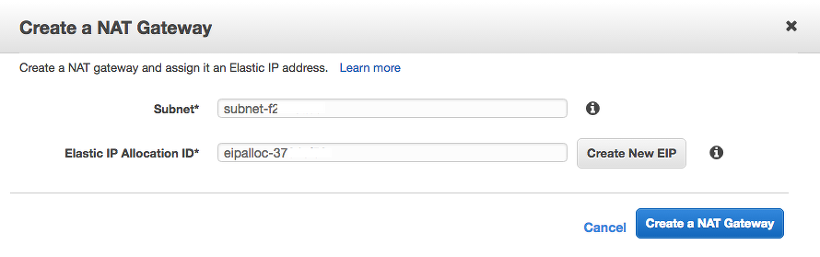 Create a NAT Gateway
Create a NAT gateway and assign it an Elastic IP address. Learn more
Subnet* subnet-f2
Elastic IP Allocation ID* eipalloc-37 Create New EIP
Cancel Create a NAT Gateway